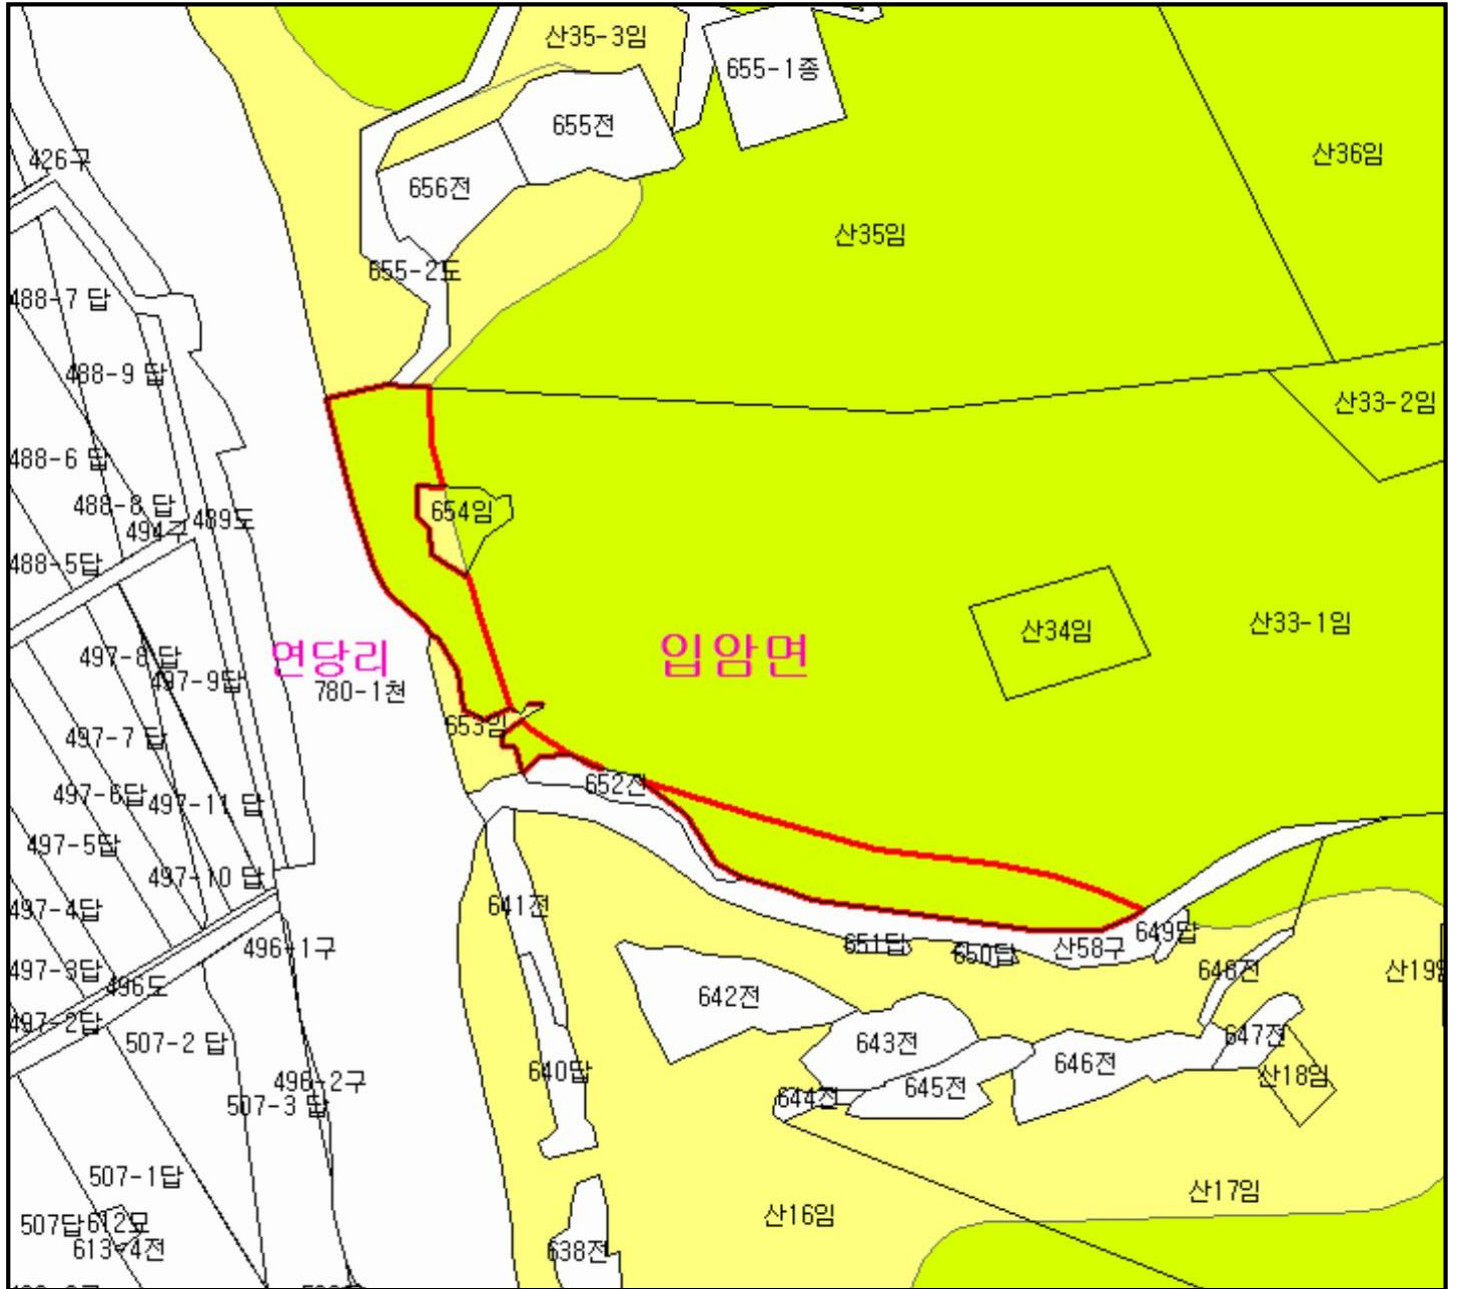 산35-3임
655-1종
655전
산36임
426구
656전
산35임
655-2도
488-7 답
488-9 답
산33-2임
488-6 답
488-8 답
654임
489도
494구
488-5답
산34임
산33-1임
497-8 답
연당리
입암면
497-9답
780-1천
653임
497-7 답
652전
497-6답
497-11 답
497-5답
497-10 답
641전
497-4답
649답
651답
650답
산58구
496-1구
648전
497-3답
산19임
496도
642전
497-2답
647전
507-2 답
643전
646전
640답
산18임
496-2구
645전
644전
507-3 답
507-1답
산17임
산16임
507답
612묘
613-4전
638전